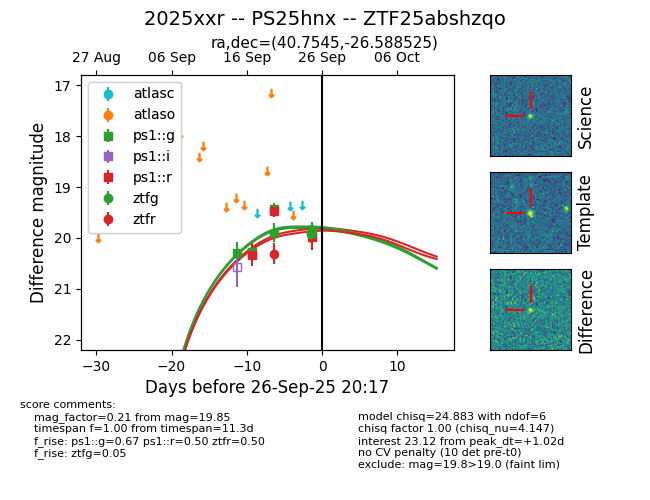 2025xxr -- PS25hnx -- ZTF25abshzqo
ra,dec=(40.7545,-26.588525)
27 Aug 06 Sep 16 Sep 26 Sep 06 Oct
17
18
19
20
21
22
Difference magnitude
atlasc
atlaso
ps1::g
ps1::i
ps1::r
ztfg
ztfr
−30 −20 −10 0 10
Days before 26-Sep-25 20:17
Science
Template
Difference
score comments:
mag_factor=0.21 from mag=19.85
timespan f=1.00 from timespan=11.3d
f_rise: ps1::g=0.67 ps1::r=0.50 ztfr=0.50
f_rise: ztfg=0.05
model chisq=24.883 with ndof=6
chisq factor 1.00 (chisq_nu=4.147)
interest 23.12 from peak_dt=+1.02d
no CV penalty (10 det pre-t0)
exclude: mag=19.8>19.0 (faint lim)